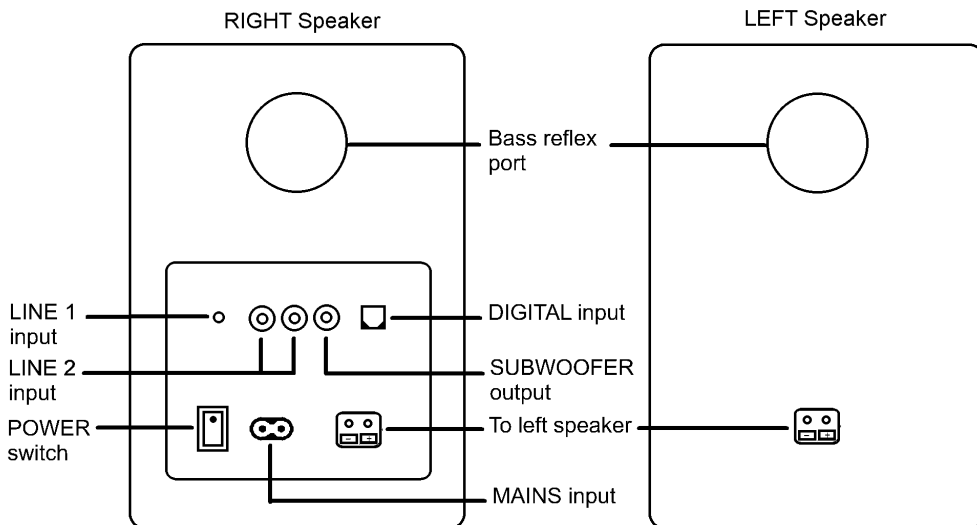 RIGHT Speaker
LEFT Speaker
Bass reflex
port
LINE 1
input
DIGITAL input
LINE 2
input
SUBWOOFER
output
POWER
switch
To left speaker
MAINS input
- +
- +